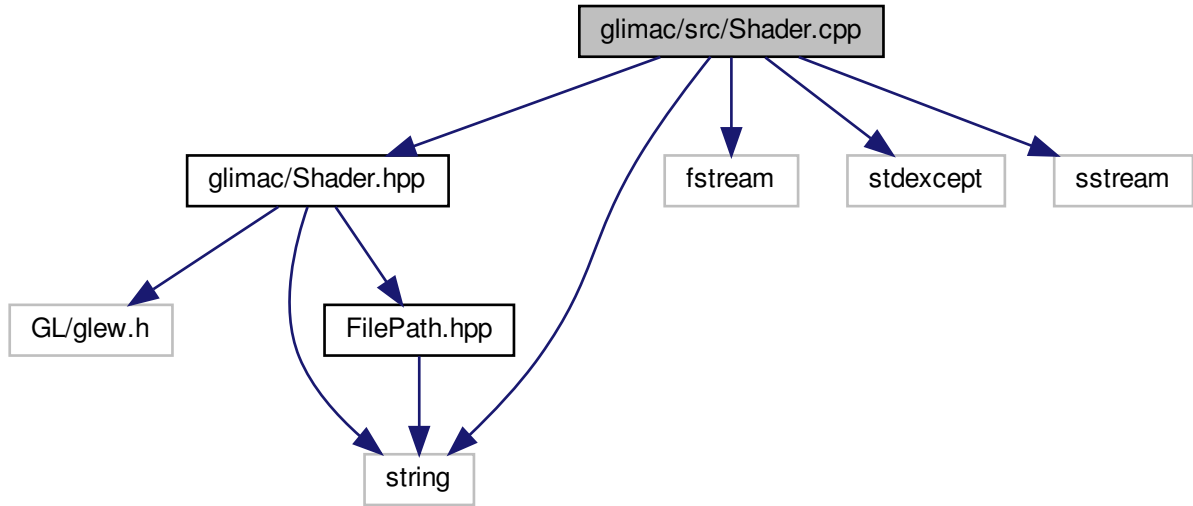 glimac/src/Shader.cpp
glimac/Shader.hpp
fstream
stdexcept
sstream
GL/glew.h
FilePath.hpp
string